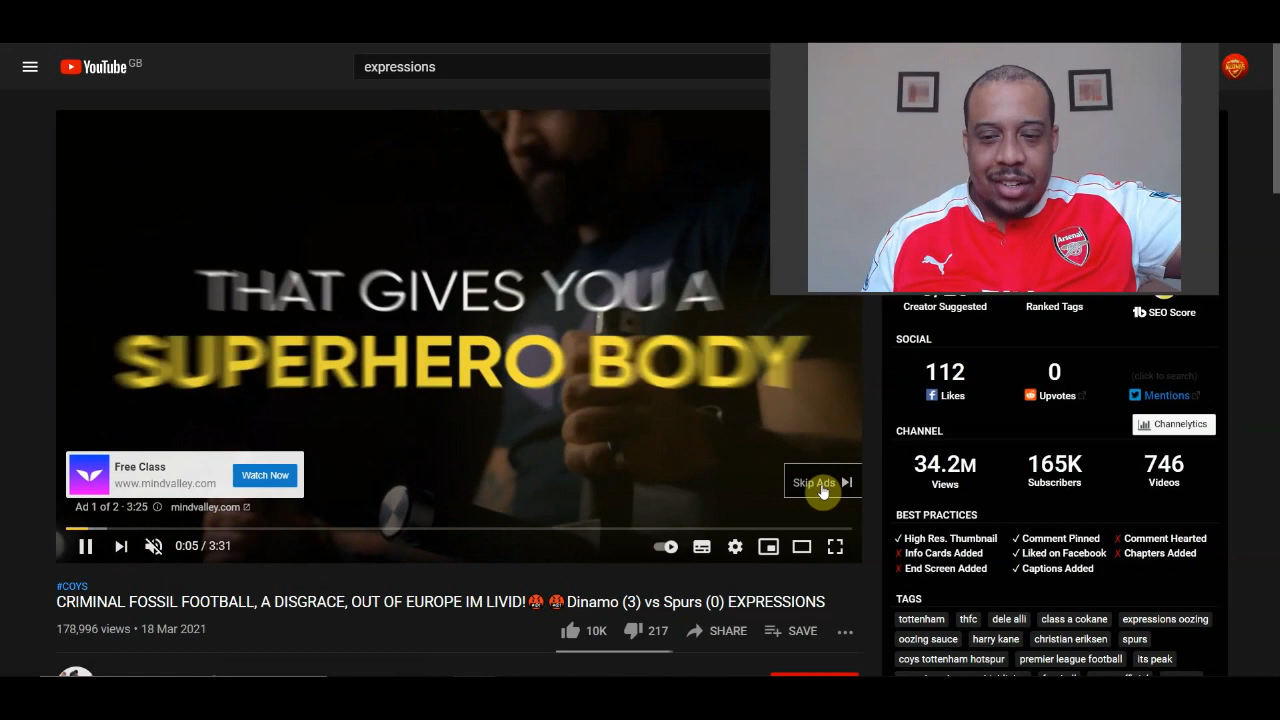 YouTube GB
expressions
THAT GIVES YOU A
SUPERHERO BODY
Free Class
www.mindvalley.com
Watch Now
Skip Ads
Ad 1 of 2 · 3:25
mindvalley.com
0:05 / 3:31
#COYS
CRIMINAL FOSSIL FOOTBALL, A DISGRACE, OUT OF EUROPE IM LIVID! Dinamo (3) vs Spurs (0) EXPRESSIONS
178,996 views • 18 Mar 2021
10K
217
SHARE
SAVE
Arsenal
Creator Suggested
Ranked Tags
tb SEO Score
SOCIAL
112
0
(click to search)
Likes
Upvotes
Mentions
CHANNEL
Channelytics
34.2M
165K
746
Views
Subscribers
Videos
BEST PRACTICES
✓ High Res. Thumbnail
✓ Comment Pinned
✗ Comment Hearted
✗ Info Cards Added
✓ Liked on Facebook
✗ Chapters Added
✗ End Screen Added
✓ Captions Added
TAGS
tottenham
thfc
dele alli
class a cokane
expressions oozing
oozing sauce
harry kane
christian eriksen
spurs
coys tottenham hotspur
premier league football
its peak